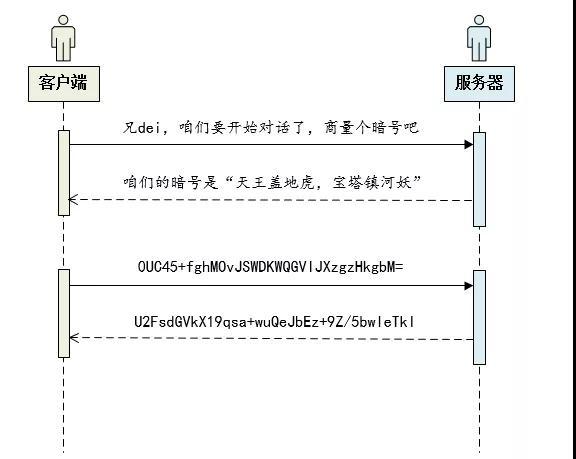 客户端
服务器
兄dei，咱们要开始对话了，商量个暗号吧
咱们的暗号是“天王盖地虎，宝塔镇河妖”
0UC45+fghMOvJSWDKWQGVlJXzgzHkgbM=
U2FsdGVkX19qsa+wuQeJbEz+9Z/5bwleTkl